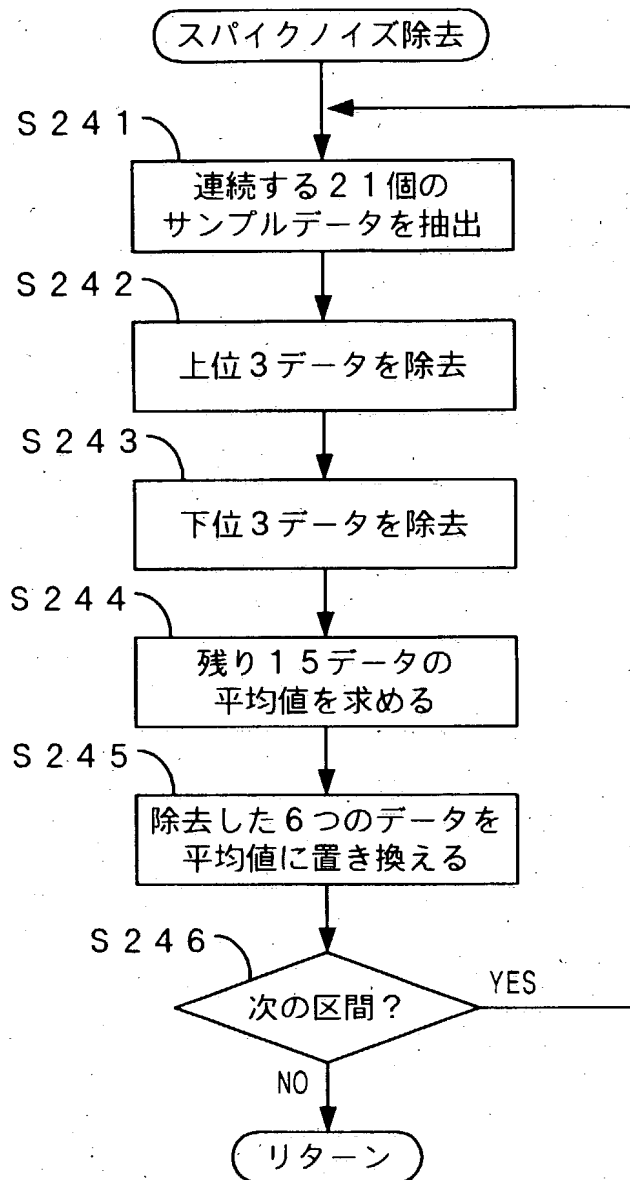 スパイクノイズ除去
S241
連続する21個の
サンプルデータを抽出
S242
上位3データを除去
S243
下位3データを除去
S244
残り15データの
平均値を求める
S245
除去した6つのデータを
平均値に置き換える
S246
次の区間?
YES
NO
リターン